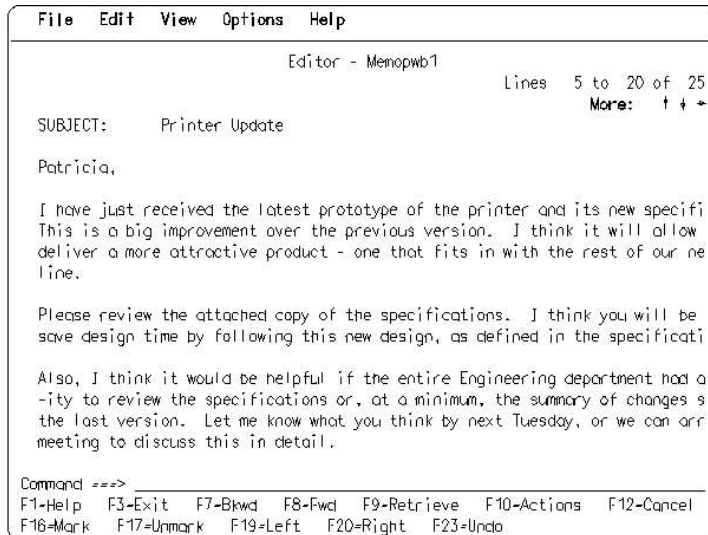 File Edit View Options Help
Editor - Memopwb1
Lines 5 to 20 of 25
More: ↑ ↓ →
SUBJECT: Printer Update
Patricia,
I have just received the latest prototype of the printer and its new specifi
This is a big improvement over the previous version. I think it will allow
deliver a more attractive product - one that fits in with the rest of our ne
line.
Please review the attached copy of the specifications. I think you will be
save design time by following this new design, as defined in the specificati
Also, I think it would be helpful if the entire Engineering department had a
-ity to review the specifications or, at a minimum, the summary of changes s
the last version. Let me know what you think by next Tuesday, or we can arr
meeting to discuss this in detail.
Command ===>
F1=Help F3=Exit F7=Bkwd F8=Fwd F9=Retrieve F10=Actions F12=Cancel
F16=Mark F17=Unmark F19=Left F20=Right F23=Undo